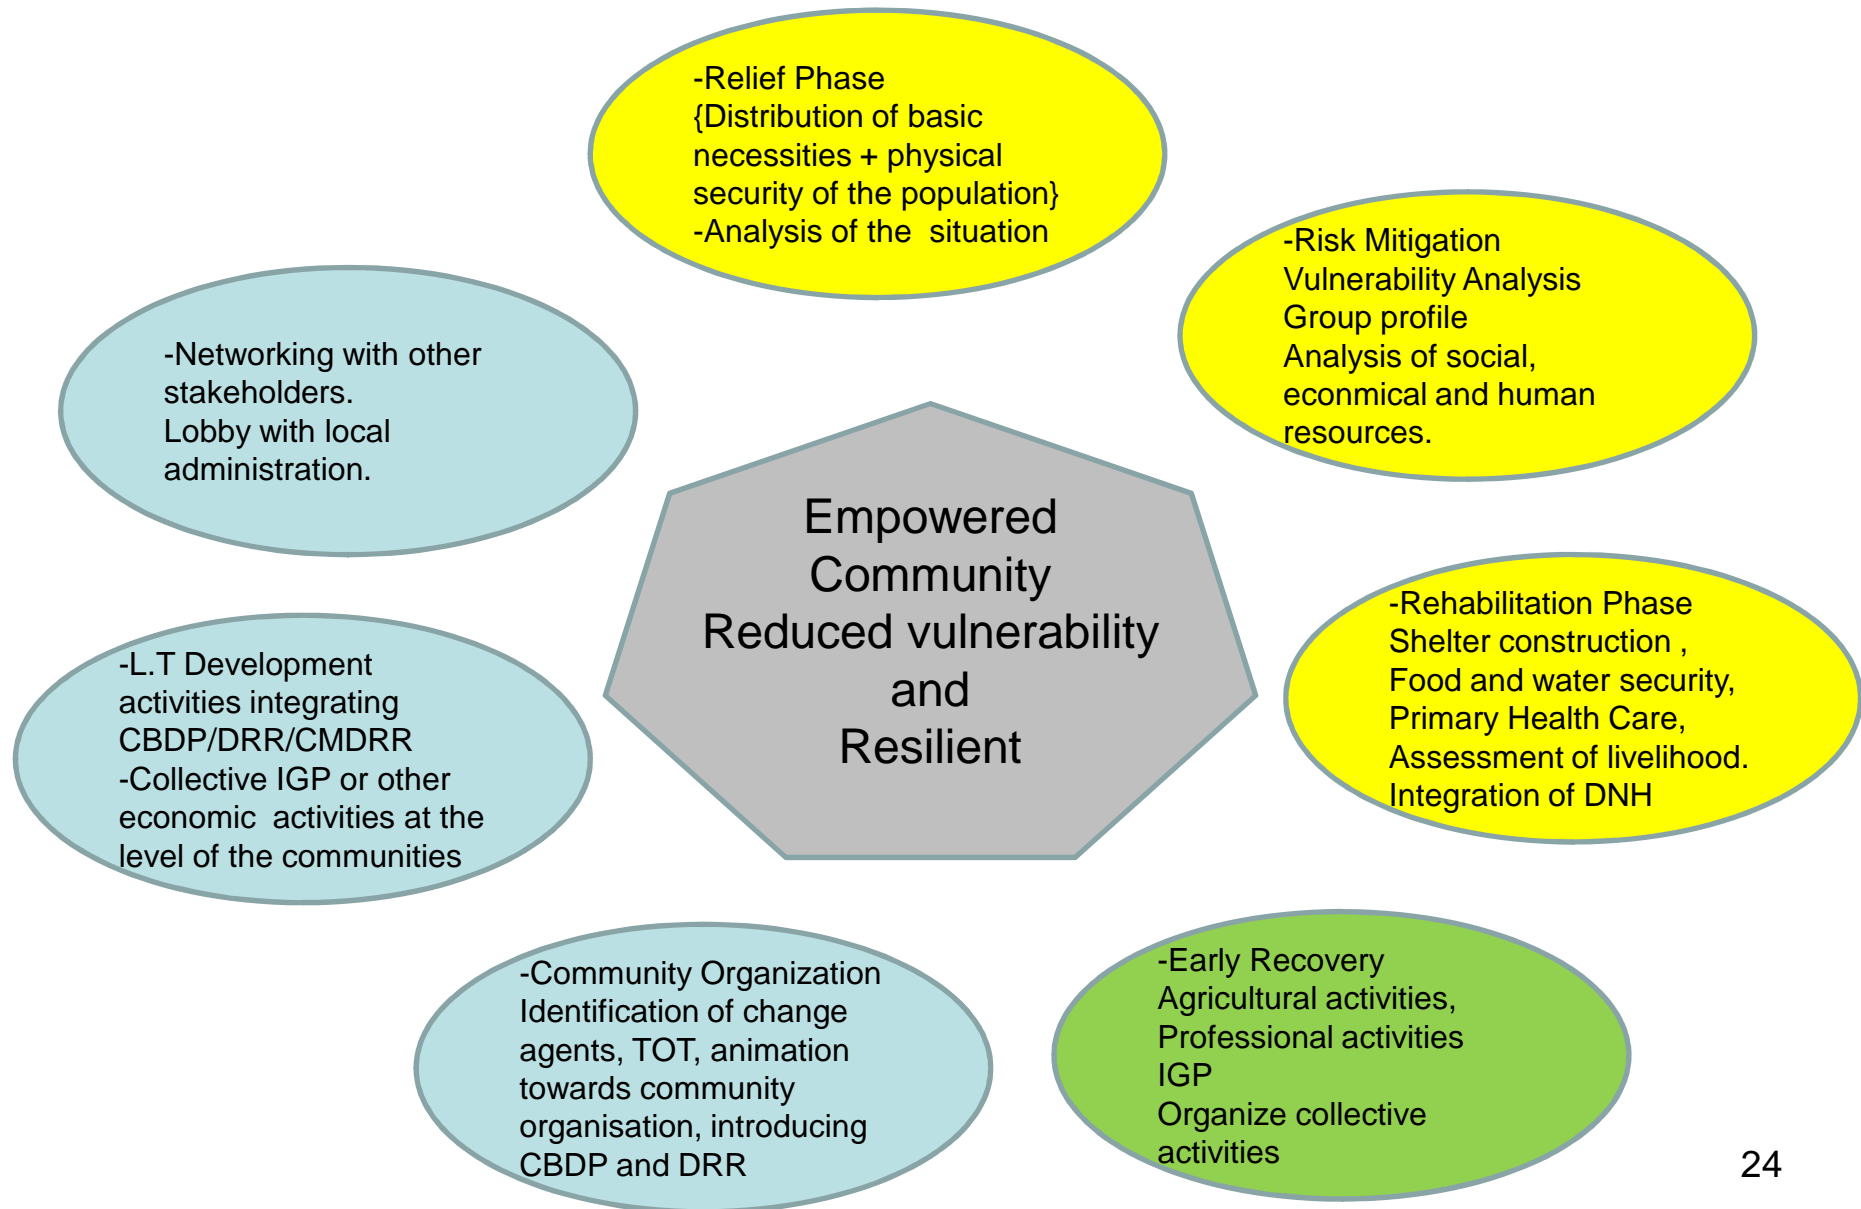 -Relief Phase
{Distribution of basic
necessities + physical
security of the population}
-Analysis of the  situation
-Risk Mitigation
Vulnerability Analysis
Group profile
Analysis of social,
econmical and human
resources.
-Rehabilitation Phase
Shelter construction ,
Food and water security,
Primary Health Care,
Assessment of livelihood.
Integration of DNH
-Early Recovery
Agricultural activities,
Professional activities
IGP
Organize collective
activities
-Community Organization
Identification of change
agents, TOT, animation
towards community
organisation, introducing
CBDP and DRR
-L.T Development
activities integrating
CBDP/DRR/CMDRR
-Collective IGP or other
economic  activities at the
level of the communities
-Networking with other
stakeholders.
Lobby with local
administration.
Empowered
Community
Reduced vulnerability
and
Resilient
24